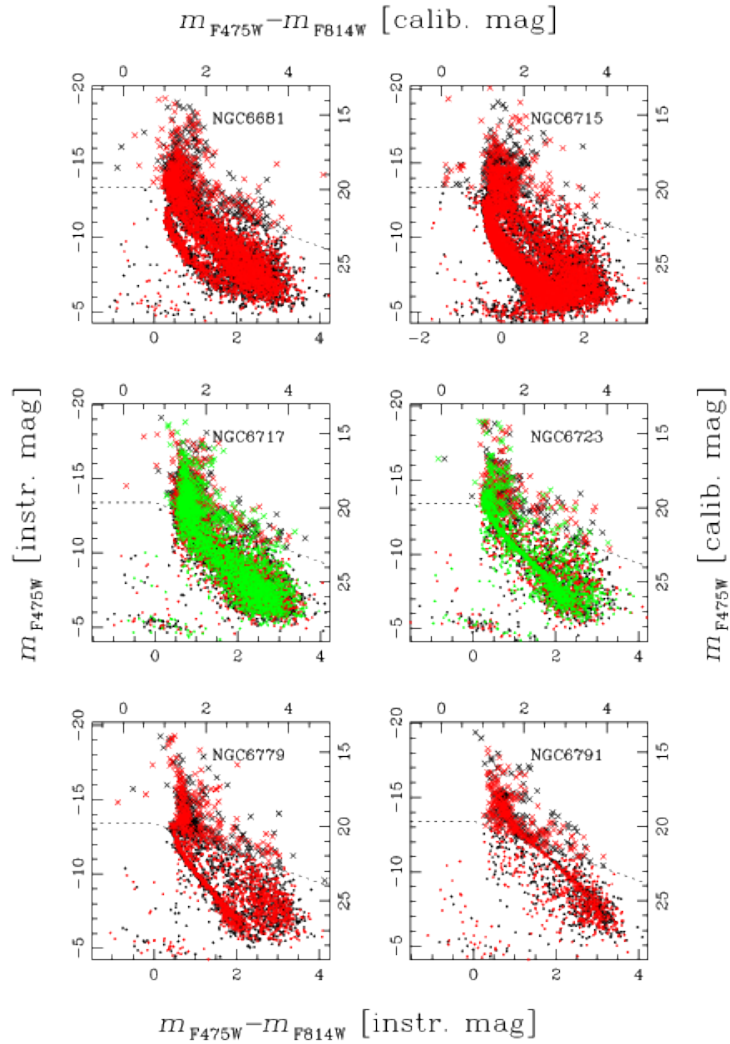 m_F475W−m_F814W [calib. mag]
0 2 4 0 2 4
−20 −15 −10 −5 NGC6681 15 20 25 −20 −15 −10 −5 NGC6715 15 20 25
0 2 4 −2 0 2
m_F475W [instr. mag]
m_F475W [calib. mag]
0 2 4 0 2 4
−20 −15 −10 −5 NGC6717 15 20 25 −20 −15 −10 −5 NGC6723 15 20 25
0 2 4 0 2 4
0 2 4 0 2 4
−20 −15 −10 −5 NGC6779 15 20 25 −20 −15 −10 −5 NGC6791 15 20 25
0 2 4 0 2 4
m_F475W−m_F814W [instr. mag]